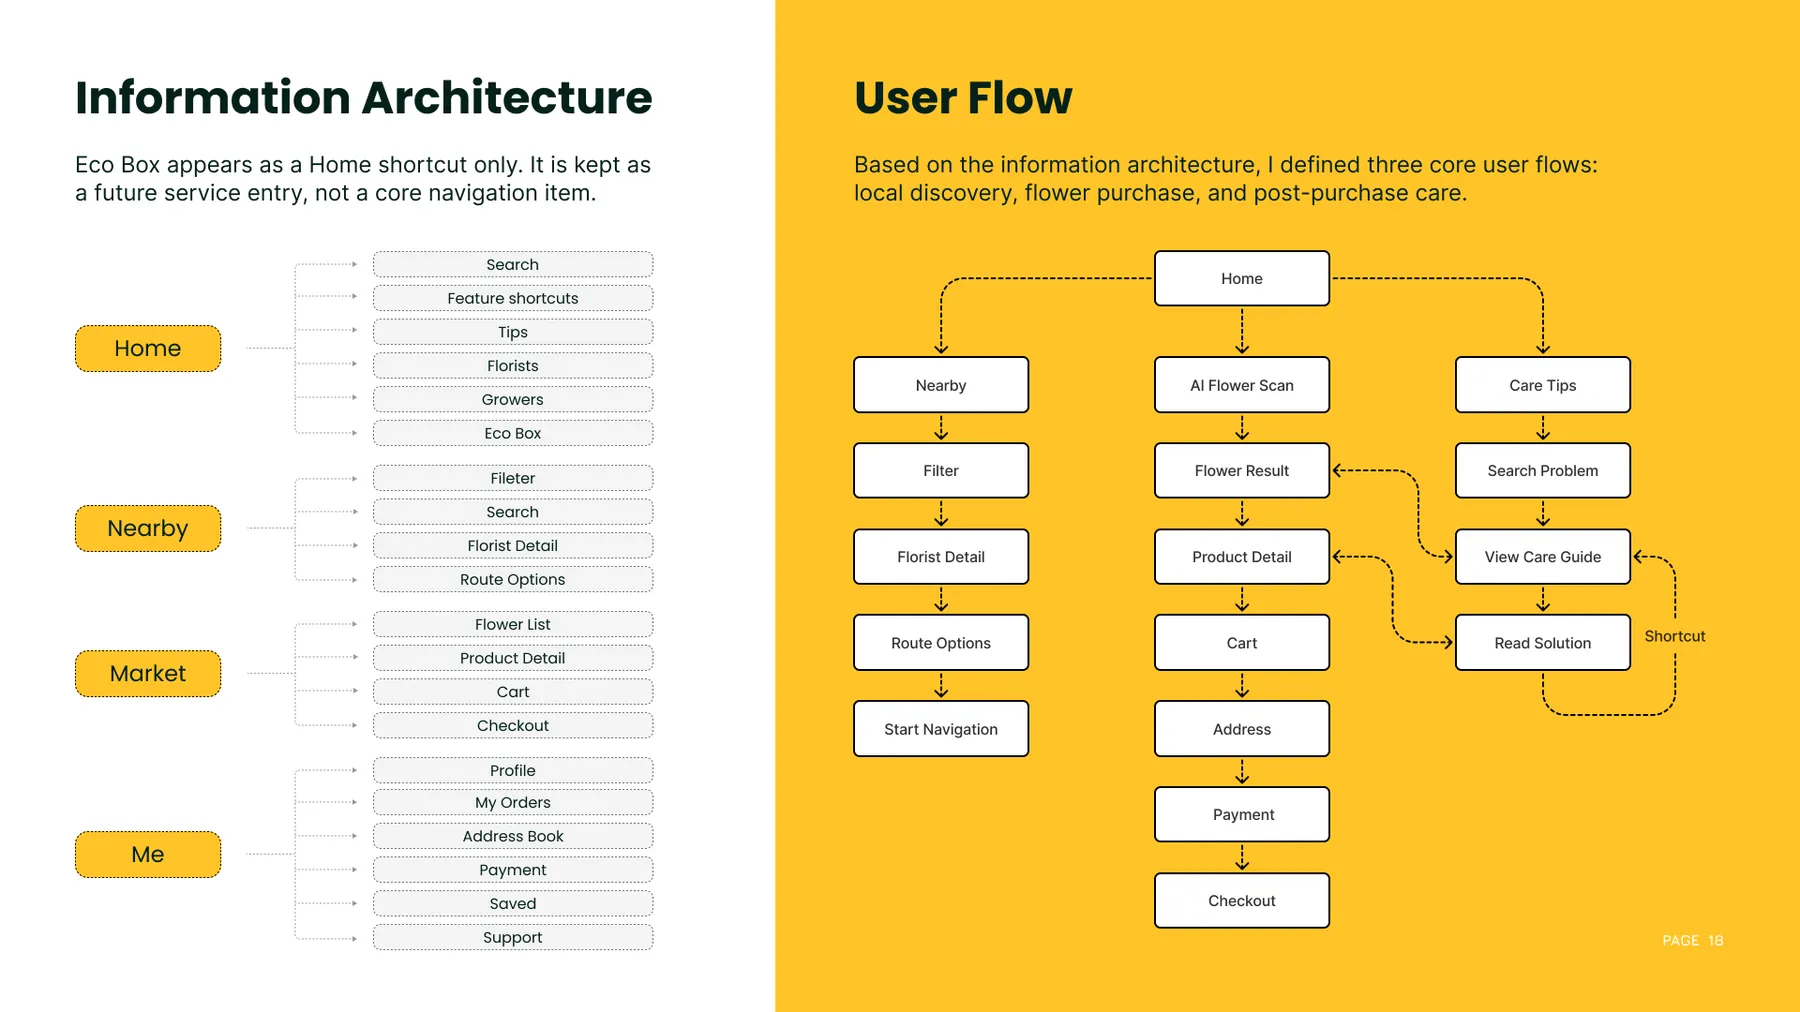 Information Architecture
Eco Box appears as a Home shortcut only. It is kept as
a future service entry, not a core navigation item.
Home
Search
Feature shortcuts
Tips
Florists
Growers
Eco Box
Nearby
Fileter
Search
Florist Detail
Route Options
Market
Flower List
Product Detail
Cart
Checkout
Me
Profile
My Orders
Address Book
Payment
Saved
Support
User Flow
Based on the information architecture, I defined three core user flows:
local discovery, flower purchase, and post-purchase care.
Home
Nearby
Filter
Florist Detail
Route Options
Start Navigation
AI Flower Scan
Flower Result
Product Detail
Cart
Address
Payment
Checkout
Care Tips
Search Problem
View Care Guide
Read Solution
Shortcut
PAGE 18